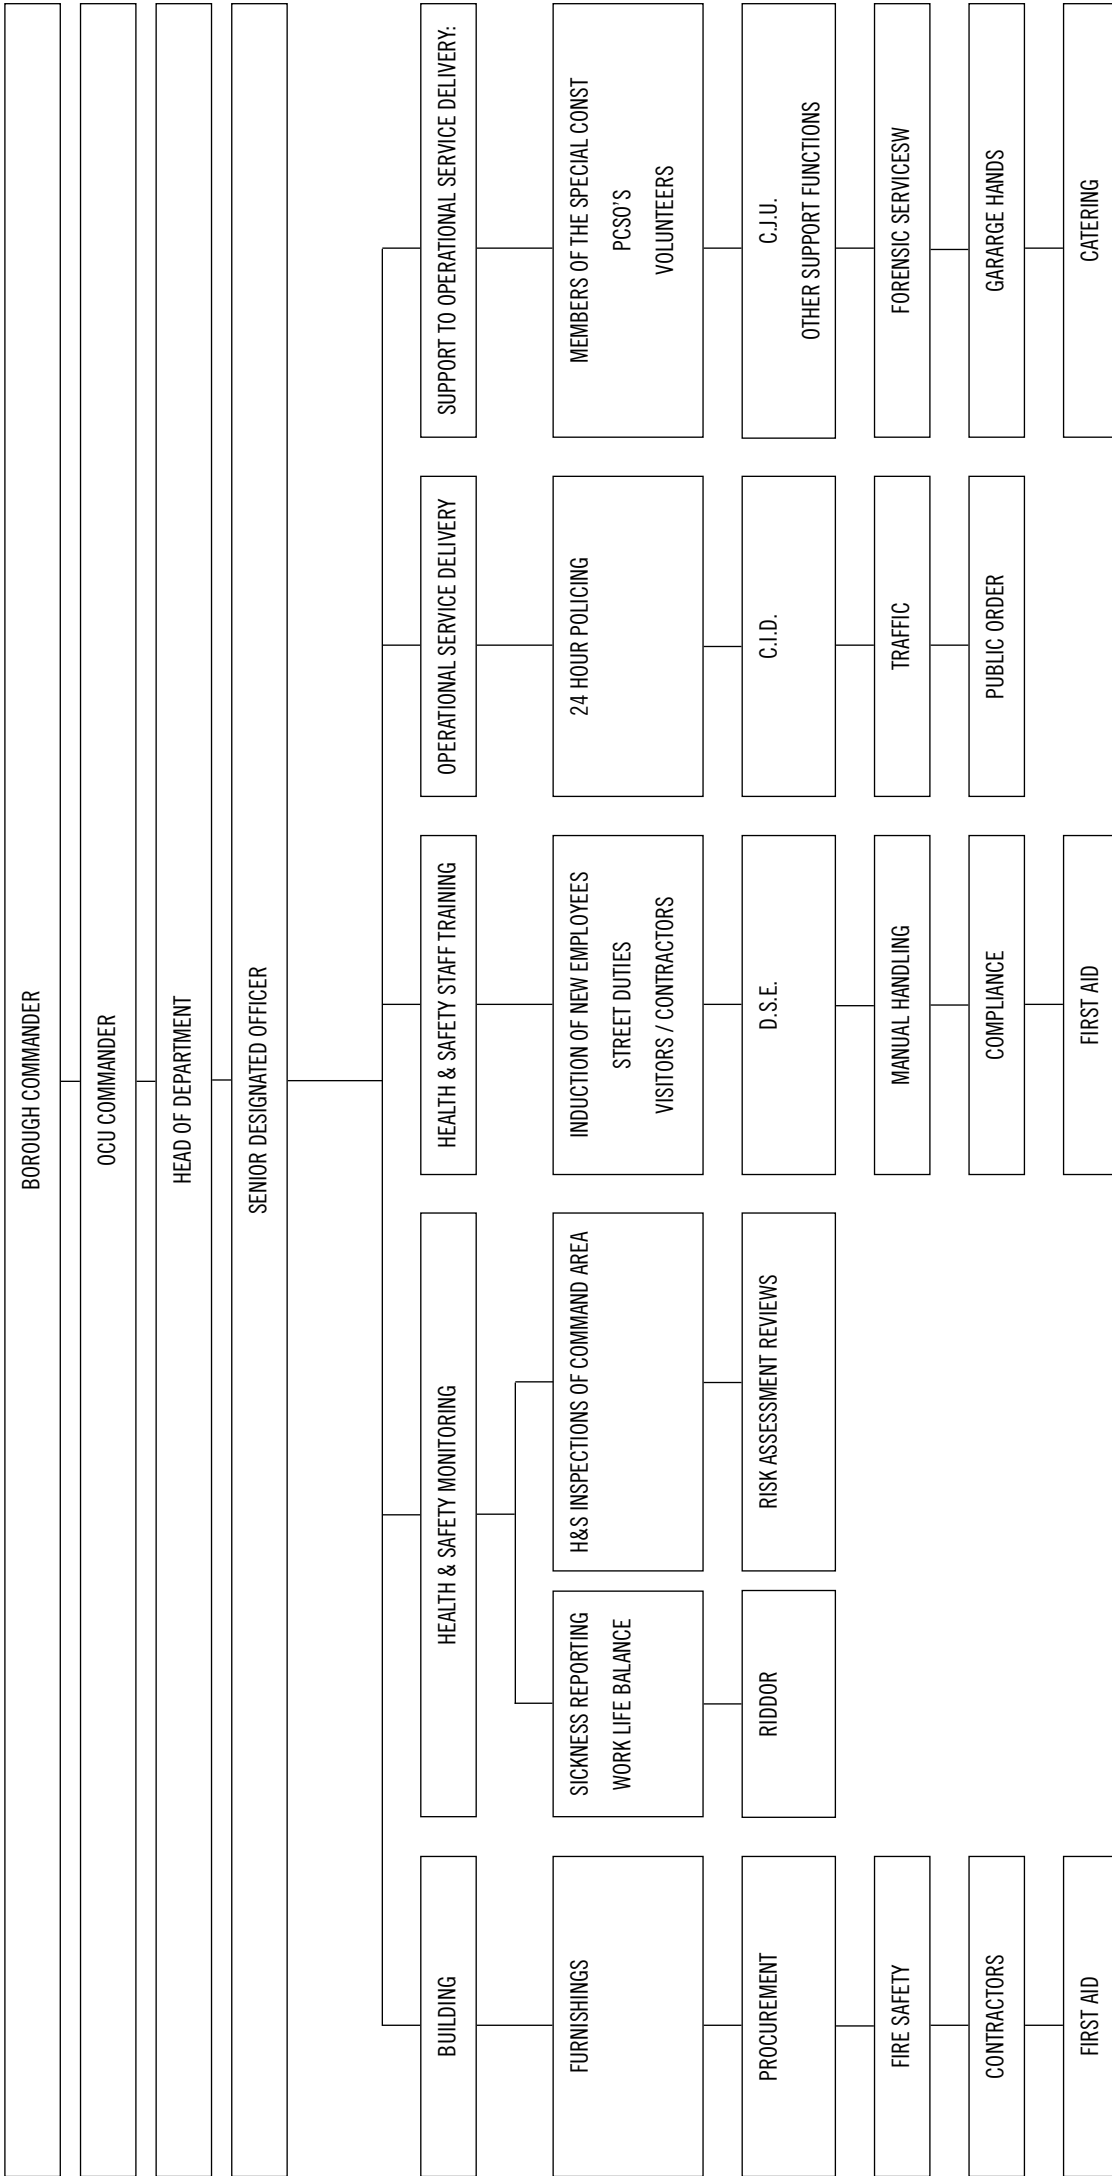 BOROUGH COMMANDER
OCU COMMANDER
HEAD OF DEPARTMENT
SENIOR DESIGNATED OFFICER
BUILDING
FURNISHINGS
PROCUREMENT
FIRE SAFETY
CONTRACTORS
FIRST AID
HEALTH & SAFETY MONITORING
SICKNESS REPORTING
WORK LIFE BALANCE
RIDDOR
H&S INSPECTIONS OF COMMAND AREA
RISK ASSESSMENT REVIEWS
HEALTH & SAFETY STAFF TRAINING
INDUCTION OF NEW EMPLOYEES
STREET DUTIES
VISITORS / CONTRACTORS
D.S.E.
MANUAL HANDLING
COMPLIANCE
FIRST AID
OPERATIONAL SERVICE DELIVERY
24 HOUR POLICING
C.I.D.
TRAFFIC
PUBLIC ORDER
SUPPORT TO OPERATIONAL SERVICE DELIVERY:
MEMBERS OF THE SPECIAL CONST
PCSO'S
VOLUNTEERS
C.J.U.
OTHER SUPPORT FUNCTIONS
FORENSIC SERVICESW
GARARGE HANDS
CATERING